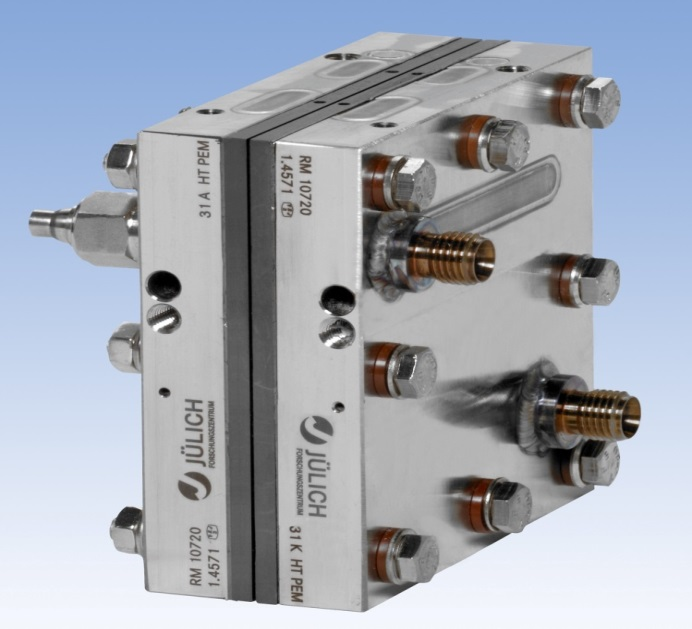 31 A HT PEM
JÜLICH
FORSCHUNGSZENTRUM
RM 10720
1.4571
RM 10720
1.4571
JÜLICH
FORSCHUNGSZENTRUM
31 K HT PEM